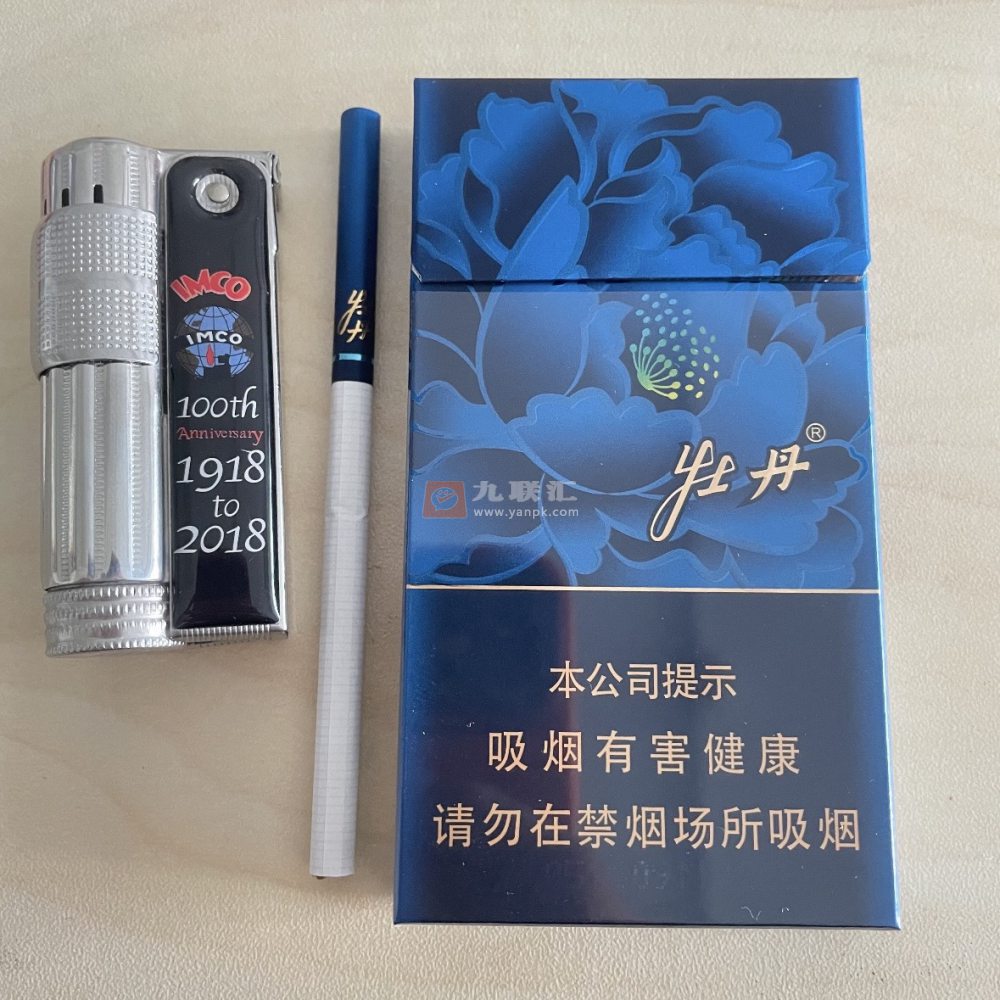 IMCO
IMCO
100th
Anniversary
1918
to
2018
牡丹
牡丹®
九联汇
www.yanpk.com
本公司提示
吸烟有害健康
请勿在禁烟场所吸烟